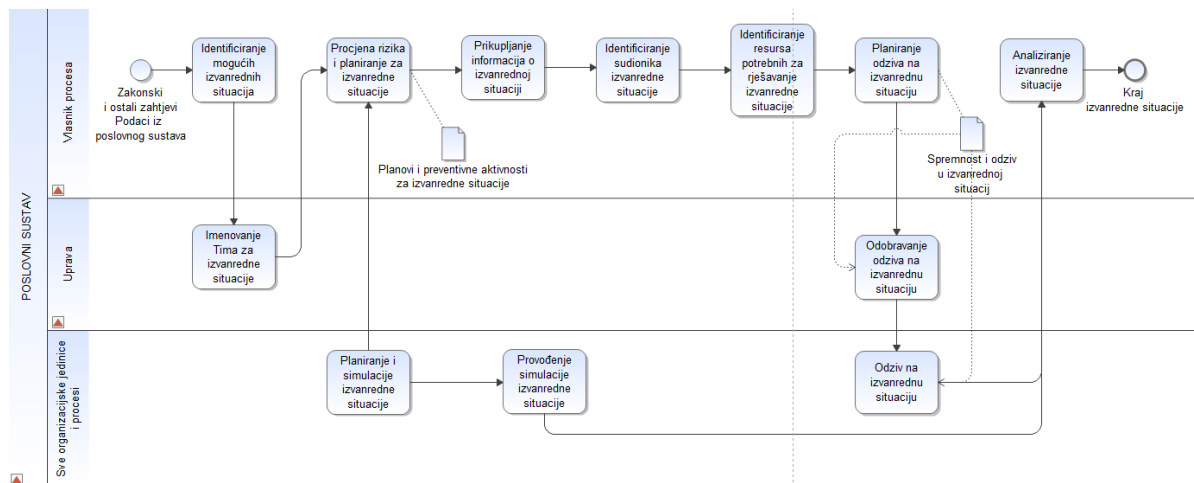 POSLOVNI SUSTAV
Vlasnik procesa
Zakonski
i ostali zahtjevi
Podaci iz
poslovnog sustava
Identificiranje
mogućih
izvanrednih
situacija
Procjena rizika
i planiranje za
izvanredne
situacije
Planovi i preventivne aktivnosti
za izvanredne situacije
Prikupljanje
informacija o
izvanrednoj
situaciji
Identificiranje
sudionika
izvanredne
situacije
Identificiranje
resursa
potrebnih za
rješavanje
izvanredne
situacije
Planiranje
odziva na
izvanrednu
situaciju
Spremnost i odziv
u izvanrednoj
situacij
Analiziranje
izvanredne
situacije
Kraj
izvanredne situacije
Uprava
Imenovanje
Tima za
izvanredne
situacije
Odobravanje
odziva na
izvanrednu
situaciju
Sve organizacijske jedinice
i procesi
Planiranje i
simulacije
izvanredne
situacije
Provođenje
simulacije
izvanredne
situacije
Odziv na
izvanrednu
situaciju